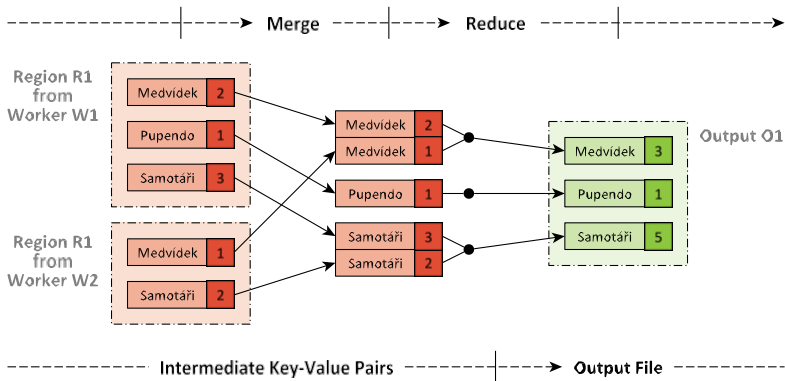 Merge
Reduce
Region R1
from
Worker W1
Medvídek 2
Pupendo 1
Samotáři 3
Region R1
from
Worker W2
Medvídek 1
Samotáři 2
Medvídek 2
Medvídek 1
Pupendo 1
Samotáři 3
Samotáři 2
Medvídek 3
Pupendo 1
Samotáři 5
Output O1
Intermediate Key-Value Pairs
Output File